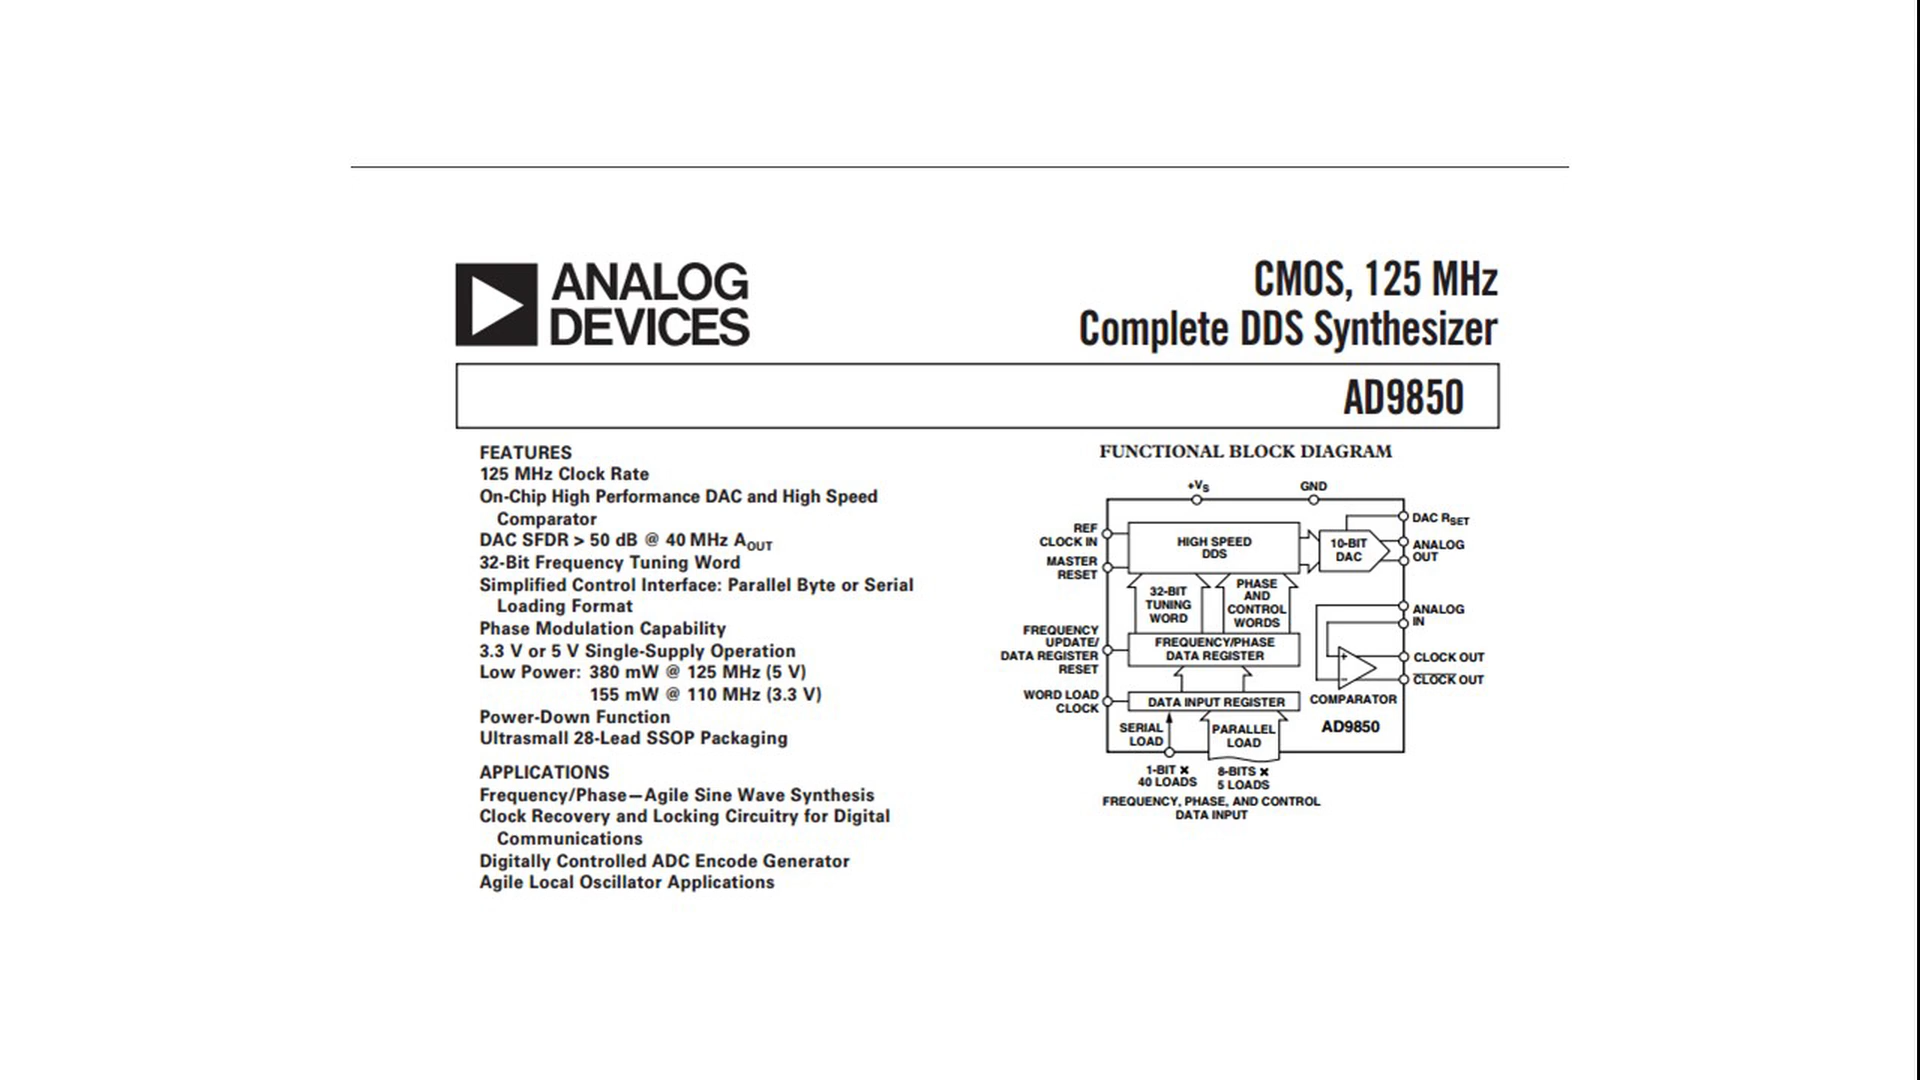 ANALOG
DEVICES
CMOS, 125 MHz
Complete DDS Synthesizer
AD9850
FEATURES
125 MHz Clock Rate
On-Chip High Performance DAC and High Speed
Comparator
DAC SFDR > 50 dB @ 40 MHz AOUT
32-Bit Frequency Tuning Word
Simplified Control Interface: Parallel Byte or Serial
Loading Format
Phase Modulation Capability
3.3 V or 5 V Single-Supply Operation
Low Power: 380 mW @ 125 MHz (5 V)
155 mW @ 110 MHz (3.3 V)
Power-Down Function
Ultrasmall 28-Lead SSOP Packaging
APPLICATIONS
Frequency/Phase—Agile Sine Wave Synthesis
Clock Recovery and Locking Circuitry for Digital
Communications
Digitally Controlled ADC Encode Generator
Agile Local Oscillator Applications
FUNCTIONAL BLOCK DIAGRAM
+VS
GND
REF
CLOCK IN
MASTER
RESET
FREQUENCY
UPDATE/
DATA REGISTER
RESET
WORD LOAD
CLOCK
HIGH SPEED
DDS
10-BIT
DAC
32-BIT
TUNING
WORD
PHASE
AND
CONTROL
WORDS
FREQUENCY/PHASE
DATA REGISTER
DATA INPUT REGISTER
SERIAL
LOAD
PARALLEL
LOAD
DAC RSET
ANALOG
OUT
ANALOG
IN
+
−
CLOCK OUT
CLOCK OUT
COMPARATOR
AD9850
1-BIT ×
40 LOADS
8-BITS ×
5 LOADS
FREQUENCY, PHASE, AND CONTROL
DATA INPUT